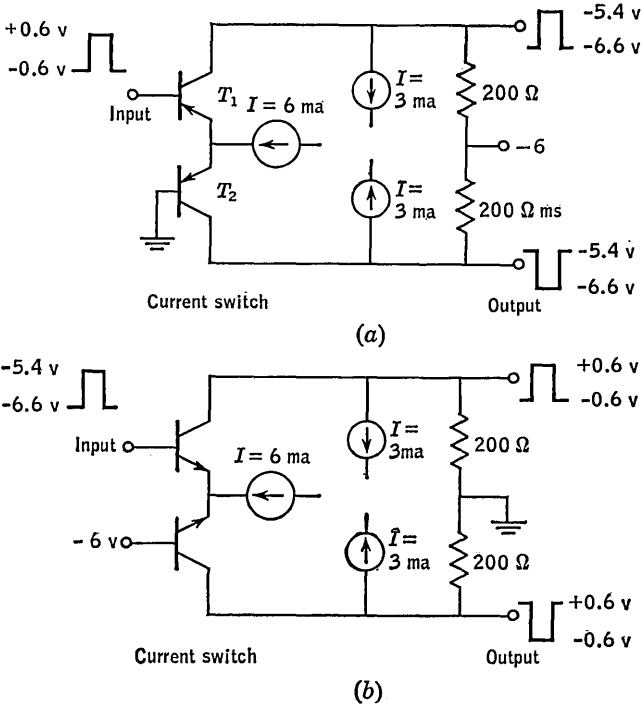 +0.6 v
-0.6 v
Input
T1
I = 6 ma
T2
I =
3 ma
I =
3 ma
200 Ω
-6
200 Ω ms
-5.4 v
-6.6 v
-5.4 v
-6.6 v
Current switch
Output
(a)
-5.4 v
-6.6 v
Input
I = 6 ma
-6 v
I =
3ma
I =
3 ma
200 Ω
200 Ω
+0.6 v
-0.6 v
+0.6 v
-0.6 v
Current switch
Output
(b)